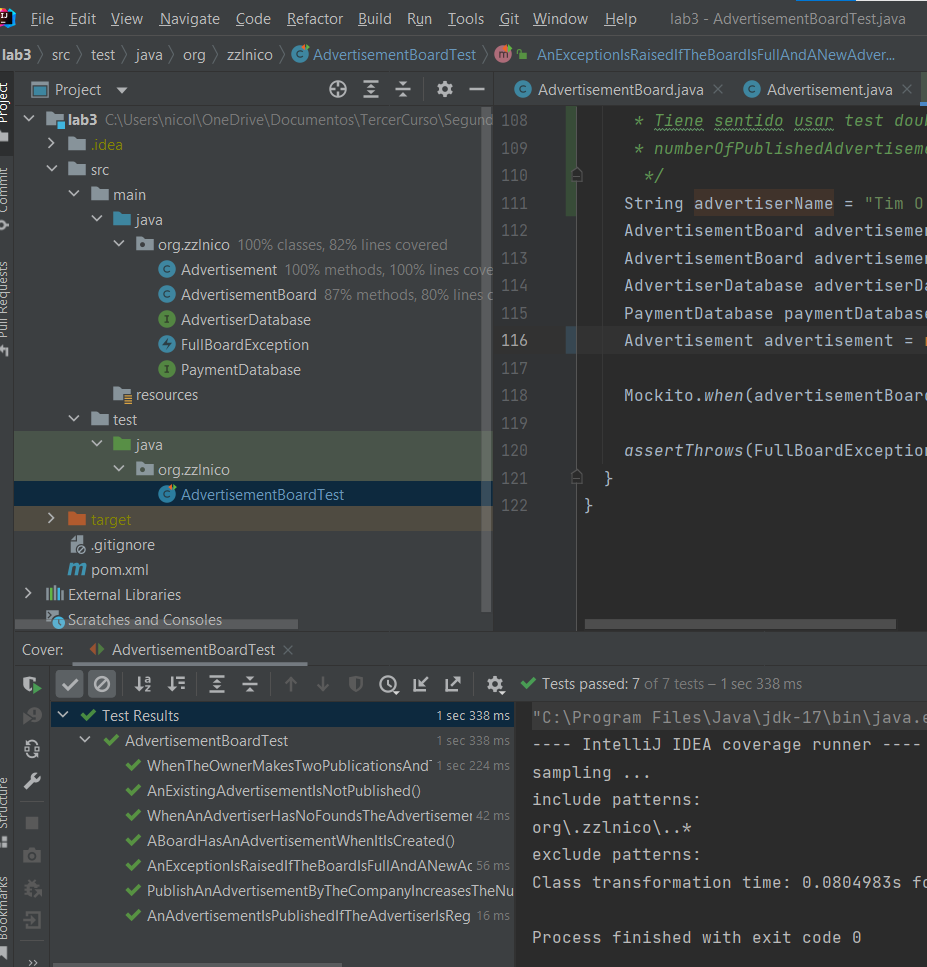 File Edit View Navigate Code Refactor Build Run Tools Git Window Help lab3 - AdvertisementBoardTest.java
lab3 src test java org zzlnico AdvertisementBoardTest AnExceptionIsRaisedIfTheBoardIsFullAndANewAdver...
Project
Project
Commit
Pull Requests
lab3 C:\Users\nicol\OneDrive\Documentos\TercerCurso\Segund
.idea
src
main
java
org.zzlnico 100% classes, 82% lines covered
Advertisement 100% methods, 100% lines cove
AdvertisementBoard 87% methods, 80% lines c
AdvertiserDatabase
FullBoardException
PaymentDatabase
resources
test
java
org.zzlnico
AdvertisementBoardTest
target
.gitignore
pom.xml
External Libraries
Scratches and Consoles
AdvertisementBoard.java Advertisement.java
108 * Tiene sentido usar test doub
109 * numberOfPublishedAdvertiseme
110 */
111 String advertiserName = "Tim O
112 AdvertisementBoard advertisemen
113 AdvertisementBoard advertisemen
114 AdvertiserDatabase advertiserDa
115 PaymentDatabase paymentDatabase
116 Advertisement advertisement =
117
118 Mockito.when(advertisementBoar
119
120 assertThrows(FullBoardException
121 }
122 }
Cover: AdvertisementBoardTest
Tests passed: 7 of 7 tests – 1 sec 338 ms
Structure
Bookmarks
Test Results 1 sec 338 ms
AdvertisementBoardTest 1 sec 338 ms
WhenTheOwnerMakesTwoPublicationsAndT 1 sec 224 ms
AnExistingAdvertisementIsNotPublished()
WhenAnAdvertiserHasNoFoundsTheAdvertisemer 42 ms
ABoardHasAnAdvertisementWhenItIsCreated()
AnExceptionIsRaisedIfTheBoardIsFullAndANewAc 56 ms
PublishAnAdvertisementByTheCompanyIncreasesTheNu
AnAdvertisementIsPublishedIfTheAdvertiserIsReg 16 ms
"C:\Program Files\Java\jdk-17\bin\java.e
---- IntelliJ IDEA coverage runner ----
sampling ...
include patterns:
org\.zzlnico\..*
exclude patterns:
Class transformation time: 0.0804983s fo
Process finished with exit code 0